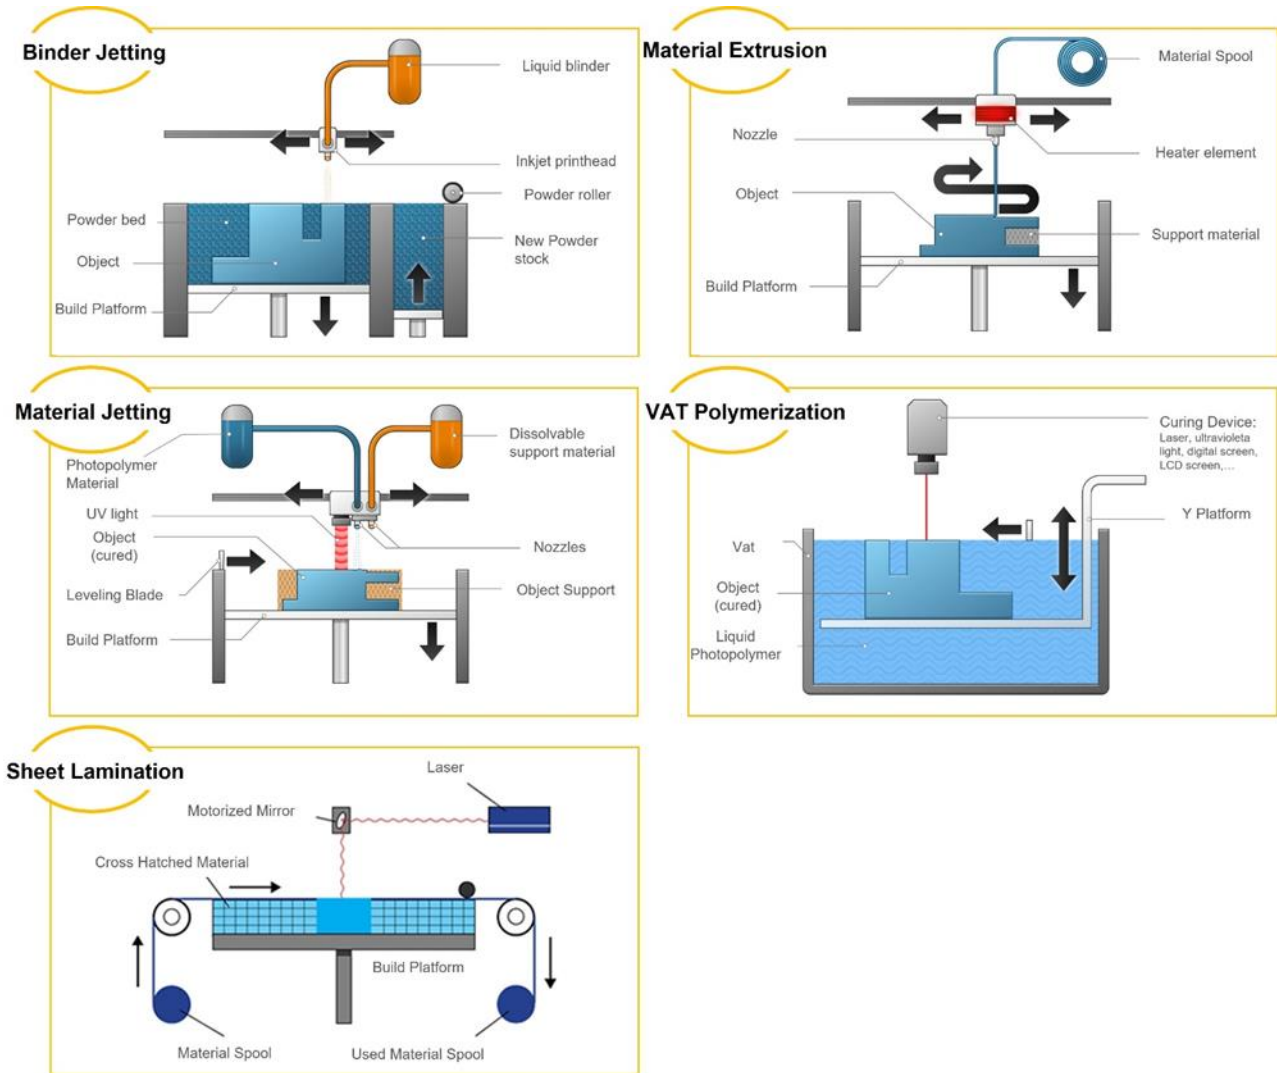 Binder Jetting
Liquid blinder
Inkjet printhead
Powder roller
Powder bed
New Powder
stock
Object
Build Platform
Material Extrusion
Material Spool
Nozzle
Heater element
Object
Support material
Build Platform
Material Jetting
Dissolvable
support material
Photopolymer
Material
UV light
Object
(cured)
Nozzles
Leveling Blade
Object Support
Build Platform
VAT Polymerization
Curing Device:
Laser, ultravioleta
light, digital screen,
LCD screen,...
Y Platform
Vat
Object
(cured)
Liquid
Photopolymer
Sheet Lamination
Laser
Motorized Mirror
Cross Hatched Material
Build Platform
Material Spool
Used Material Spool